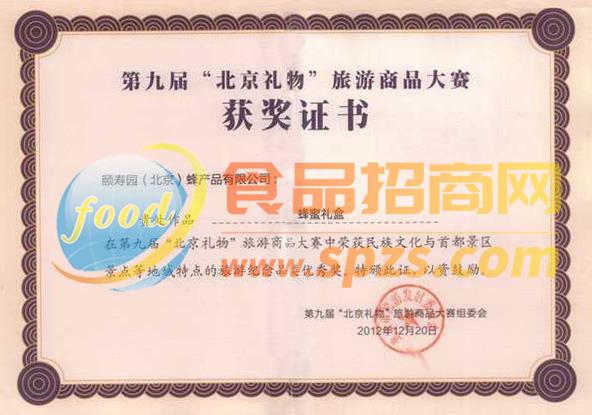 第九届“北京礼物”旅游商品大赛
获奖证书
颐寿园（北京）蜂产品有限公司：
贵处作品 蜂蜜礼盒
在第九届“北京礼物”旅游商品大赛中荣获民族文化与首都景区
景点等地域特点的旅游纪念品类优秀奖。特颁此证，以资鼓励。
第九届“北京礼物”旅游商品大赛组委会
2012年12月20日
food
食品招商网
www.spzs.com